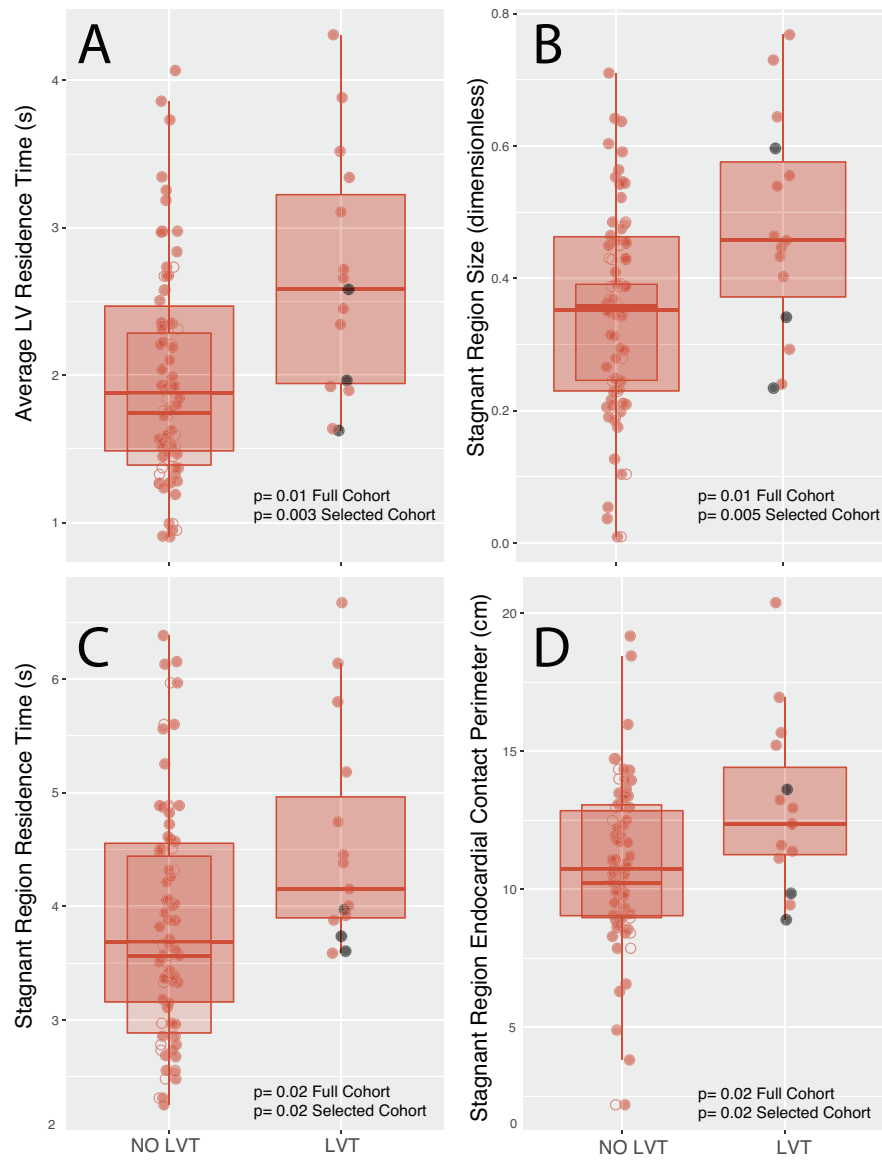 A
Average LV Residence Time (s)
4
3
2
1
p= 0.01 Full Cohort
p= 0.003 Selected Cohort
B
Stagnant Region Size (dimensionless)
0.8
0.6
0.4
0.2
0.0
p= 0.01 Full Cohort
p= 0.005 Selected Cohort
C
Stagnant Region Residence Time (s)
6
5
4
3
2
p= 0.02 Full Cohort
p= 0.02 Selected Cohort
NO LVT
LVT
D
Stagnant Region Endocardial Contact Perimeter (cm)
20
15
10
5
0
p= 0.02 Full Cohort
p= 0.02 Selected Cohort
NO LVT
LVT